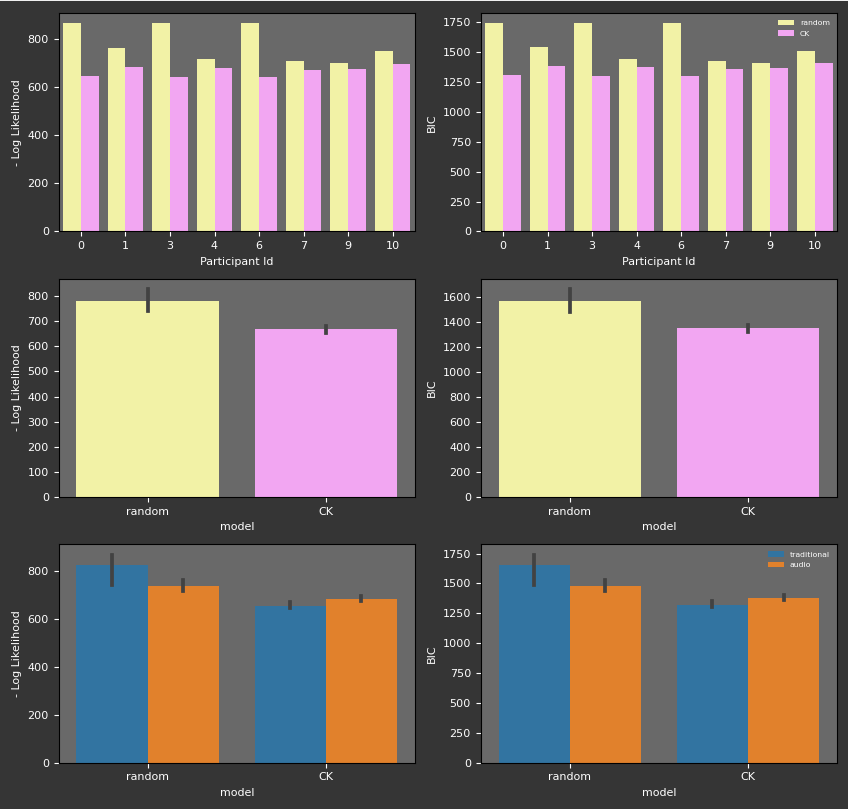 - Log Likelihood
800
600
400
200
0
0 1 3 4 6 7 9 10
Participant Id
BIC
1750
1500
1250
1000
750
500
250
0
random
CK
0 1 3 4 6 7 9 10
Participant Id
- Log Likelihood
800
700
600
500
400
300
200
100
0
random CK
model
BIC
1600
1400
1200
1000
800
600
400
200
0
random CK
model
- Log Likelihood
800
600
400
200
0
random CK
model
BIC
1750
1500
1250
1000
750
500
250
0
traditional
audio
random CK
model